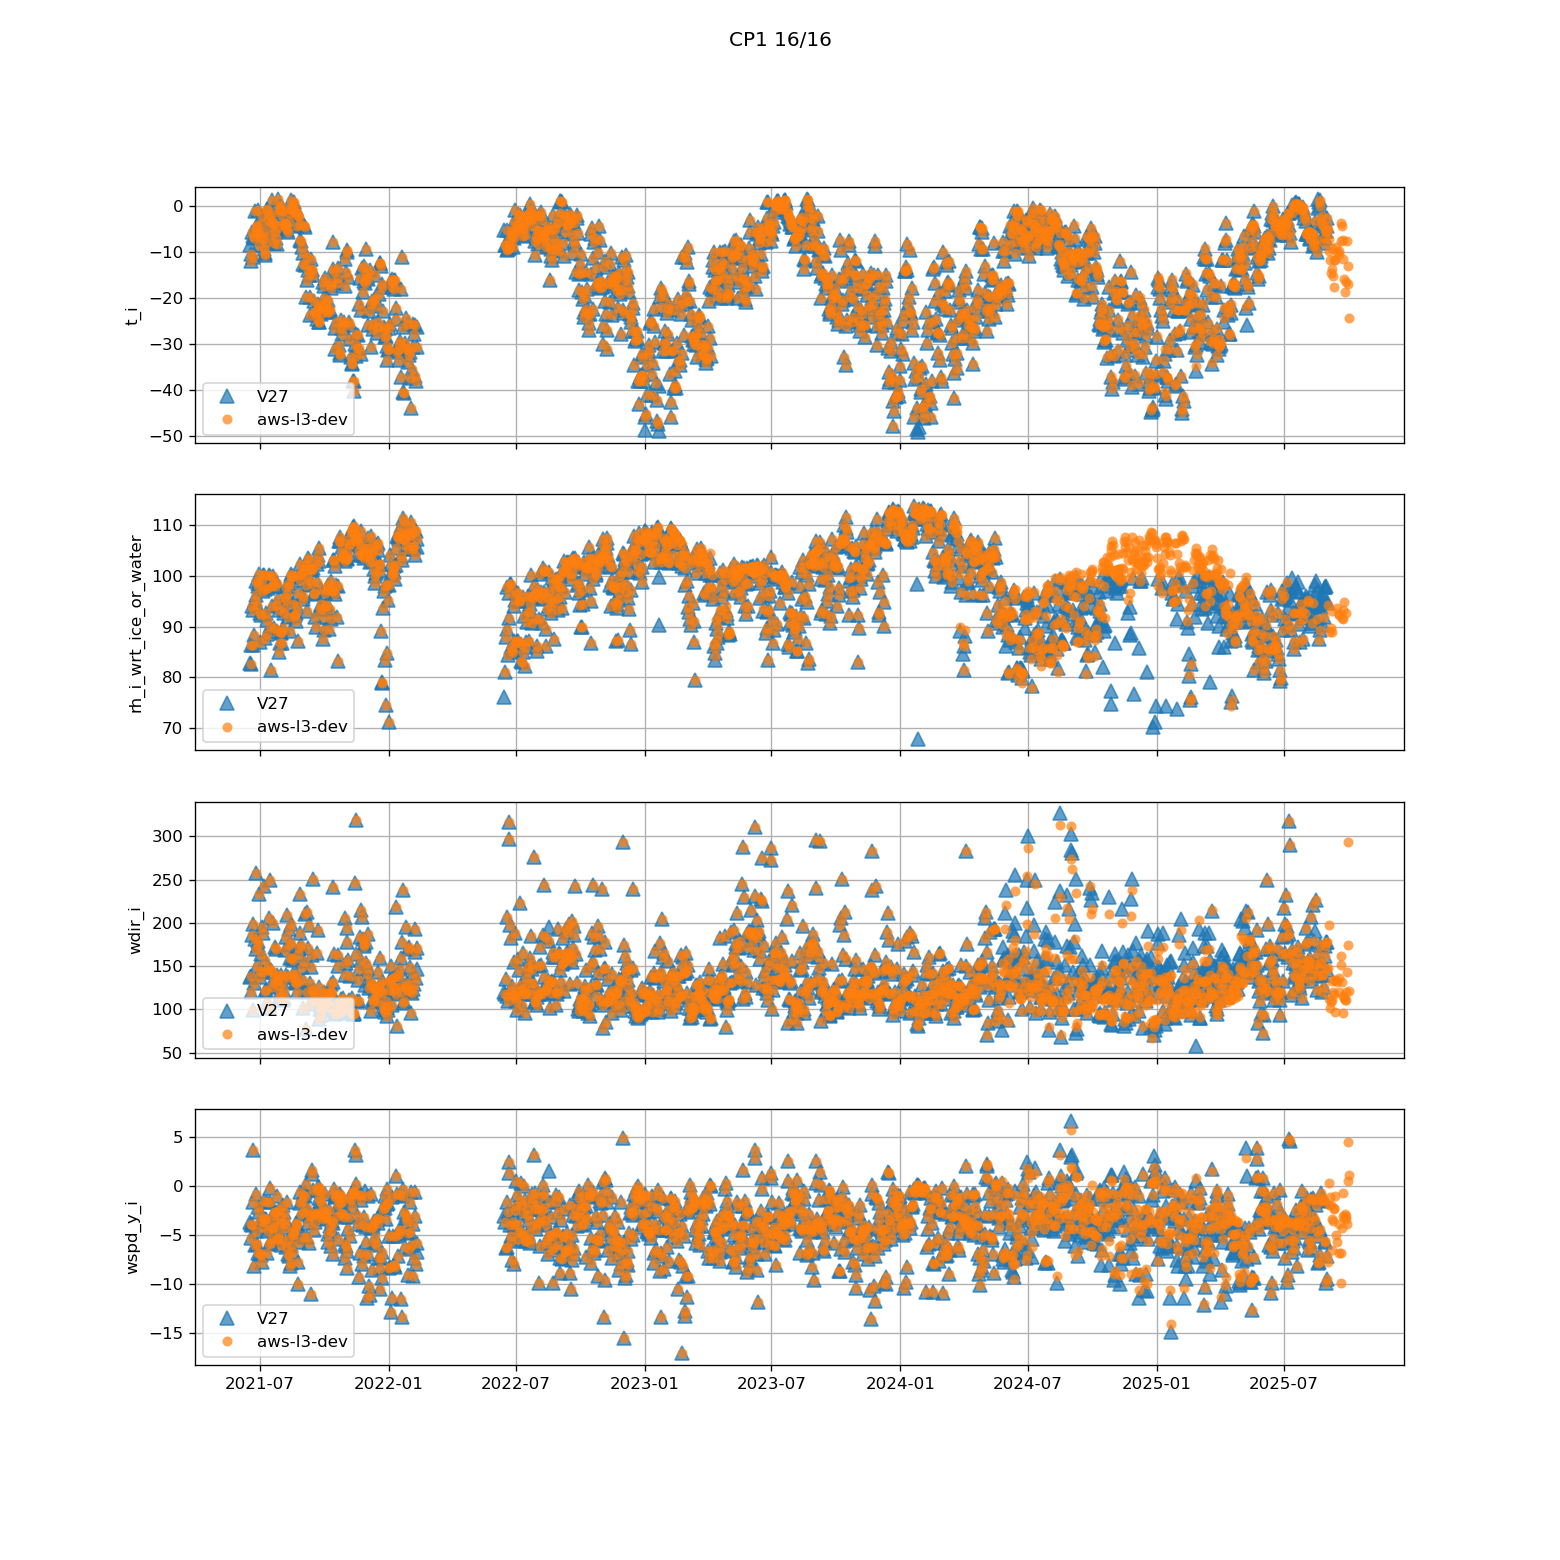 CP1 16/16
0
−10
−20
−30
−40
−50
t_i
V27
aws-l3-dev
110
100
90
80
70
rh_i_wrt_ice_or_water
V27
aws-l3-dev
300
250
200
150
100
50
wdir_i
V27
aws-l3-dev
5
0
−5
−10
−15
wspd_y_i
V27
aws-l3-dev
2021-07 2022-01 2022-07 2023-01 2023-07 2024-01 2024-07 2025-01 2025-07